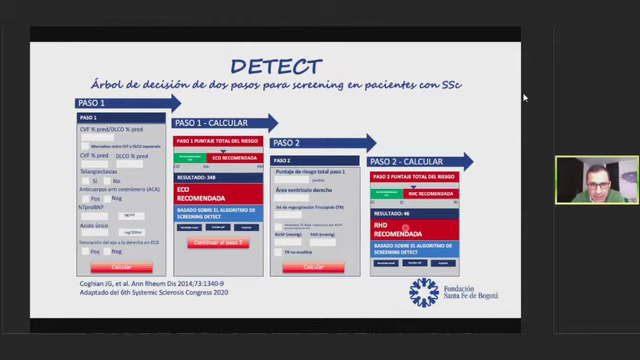 DETECT
Árbol de decisión de dos pasos para screening en pacientes con SSc
PASO 1
PASO 1
CVF % pred/DLCO % pred
CVF % pred
DLCO % pred
Telangiectasias
Si
No
Anticuerpos anti centrómero (ACA)
Pos
Neg
NTproBNP
Acido úrico
Desviación del eje a la derecha en ECG
Pos
Neg
Calcular
PASO 1 - CALCULAR
PASO 1 PUNTAJE TOTAL DEL RIESGO
ECO RECOMENDADA
RESULTADO: 348
ECO
RECOMENDADA
BASADO SOBRE EL ALGORITMO DE
SCREENING DETECT
Continuar al paso 2
PASO 2
PASO 2
Puntaje de riesgo total paso 1
Área ventrículo derecho
Jet de regurgitación Tricúspide (TR)
Calcular
PASO 2 - CALCULAR
PASO 2 PUNTAJE TOTAL DEL RIESGO
RHC RECOMENDADA
RESULTADO: 46
RHD
RECOMENDADA
BASADO SOBRE EL ALGORITMO DE
SCREENING DETECT
Coghlan JG, et al. Ann Rheum Dis 2014;73:1340-9
Adaptado del 6th Systemic Sclerosis Congress 2020
Fundación
Santa Fe de Bogotá